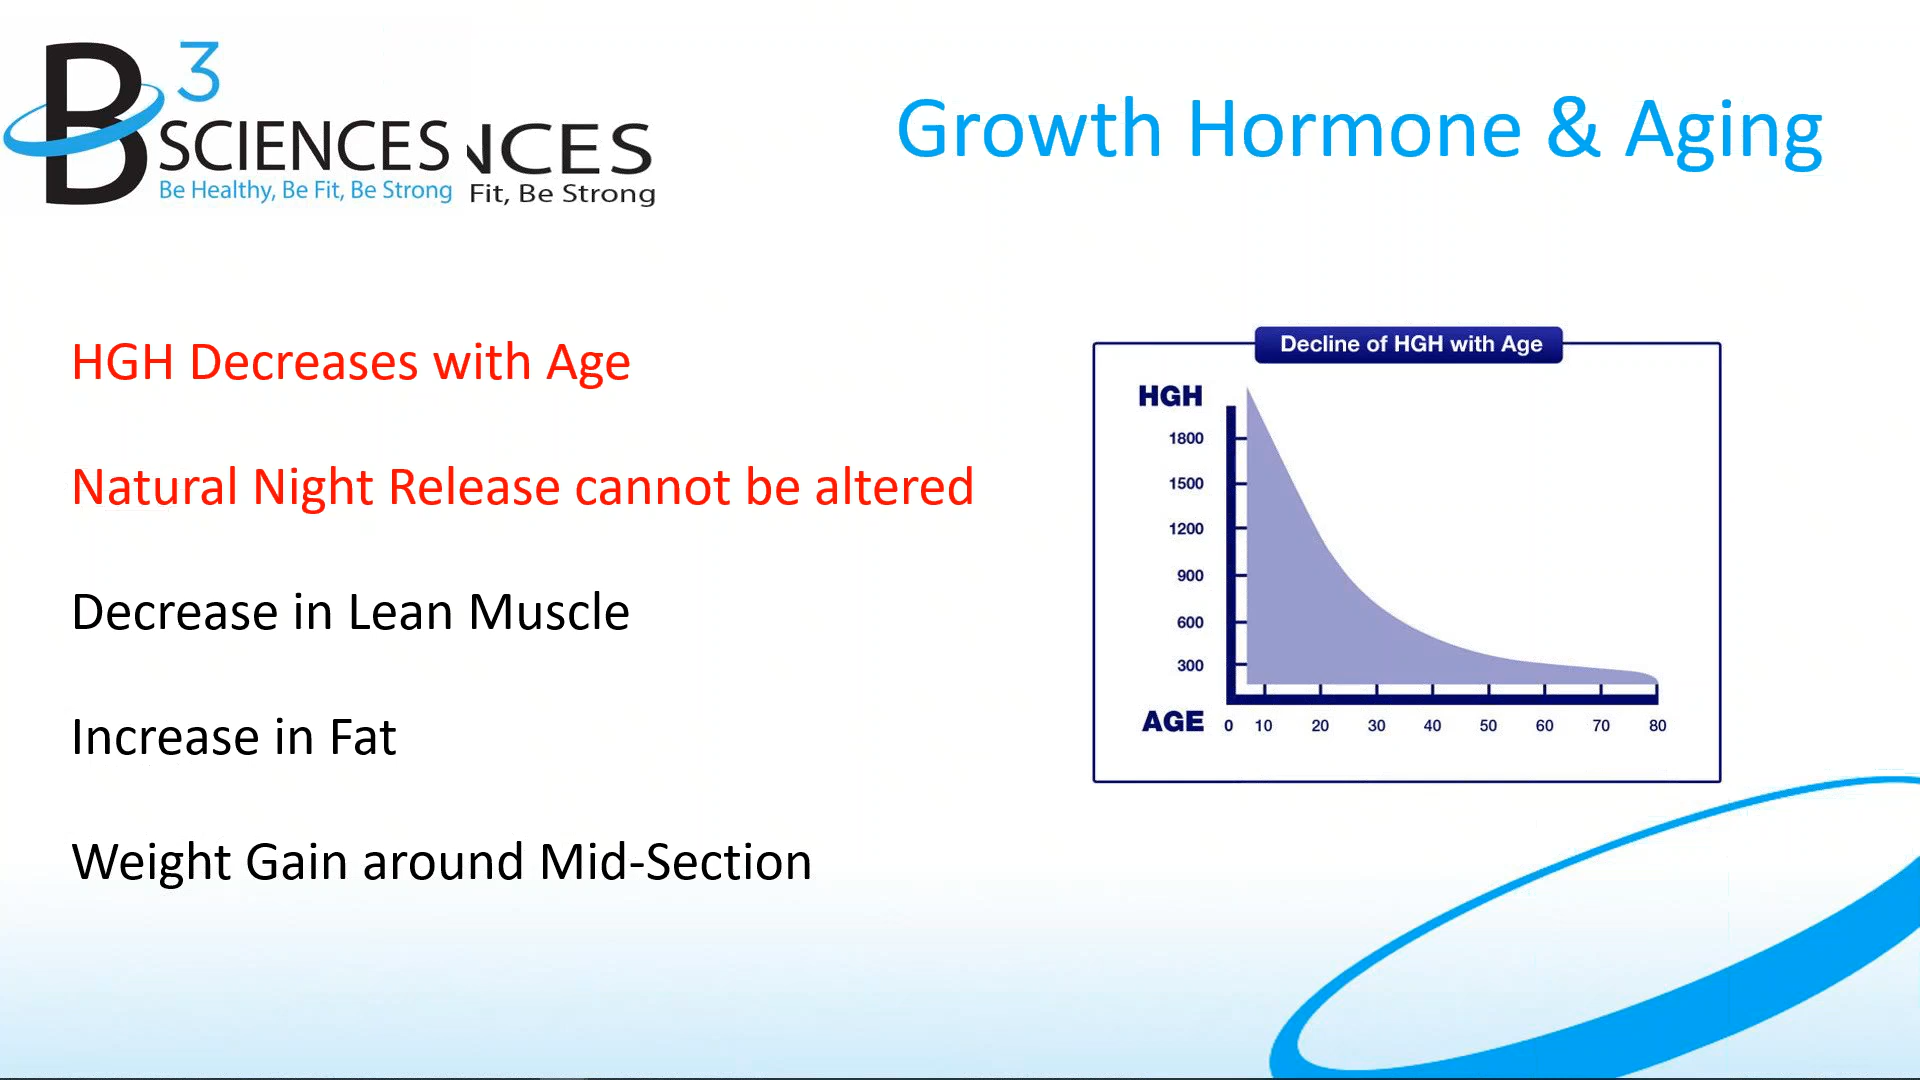 B3
SCIENCES NCES
Be Healthy, Be Fit, Be Strong Fit, Be Strong
Growth Hormone & Aging
HGH Decreases with Age
Natural Night Release cannot be altered
Decrease in Lean Muscle
Increase in Fat
Weight Gain around Mid-Section
Decline of HGH with Age
HGH
1800
1500
1200
900
600
300
AGE 0 10 20 30 40 50 60 70 80